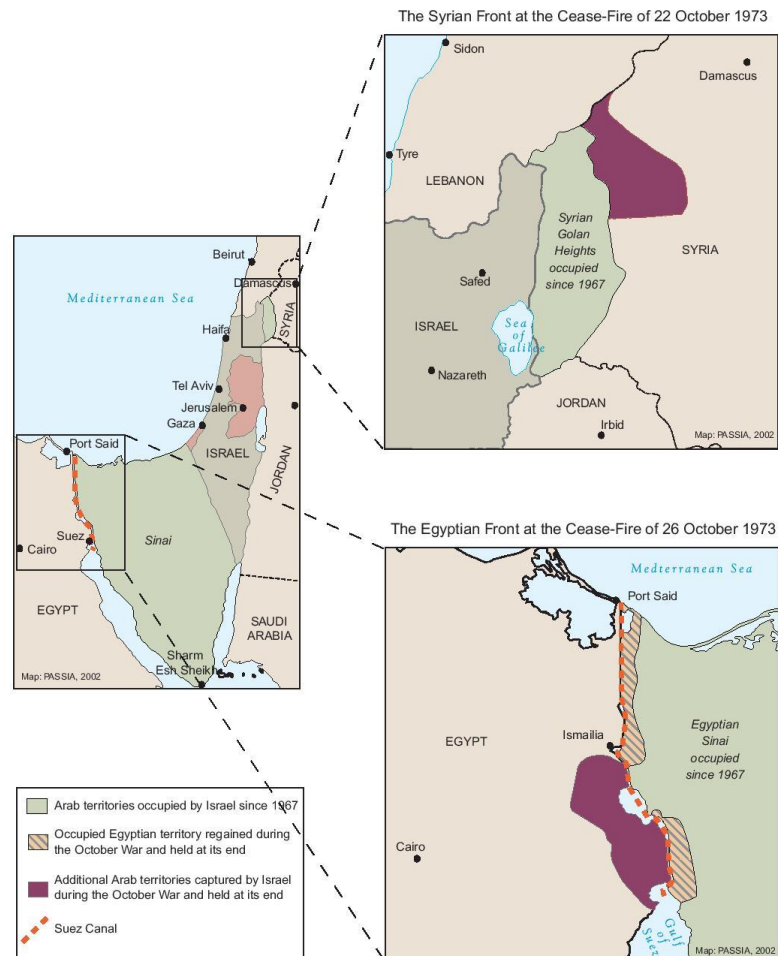 The Syrian Front at the Cease-Fire of 22 October 1973
Sidon
Damascus
Tyre
LEBANON
Syrian
Golan
Heights
occupied
since 1967
SYRIA
Safed
ISRAEL
Sea
of
Galilee
Nazareth
JORDAN
Irbid
Map: PASSIA, 2002
Beirut
Mediterranean Sea
Damascus
SYRIA
Haifa
Tel Aviv
Jerusalem
Gaza
ISRAEL
JORDAN
Port Said
Suez
Sinai
Cairo
EGYPT
SAUDI
ARABIA
Sharm
Esh Sheikh
Map: PASSIA, 2002
The Egyptian Front at the Cease-Fire of 26 October 1973
Mediterranean Sea
Port Said
EGYPT
Ismailia
Egyptian
Sinai
occupied
since 1967
Cairo
Gulf
of
Suez
Map: PASSIA, 2002
Arab territories occupied by Israel since 1967
Occupied Egyptian territory regained during
the October War and held at its end
Additional Arab territories captured by Israel
during the October War and held at its end
Suez Canal